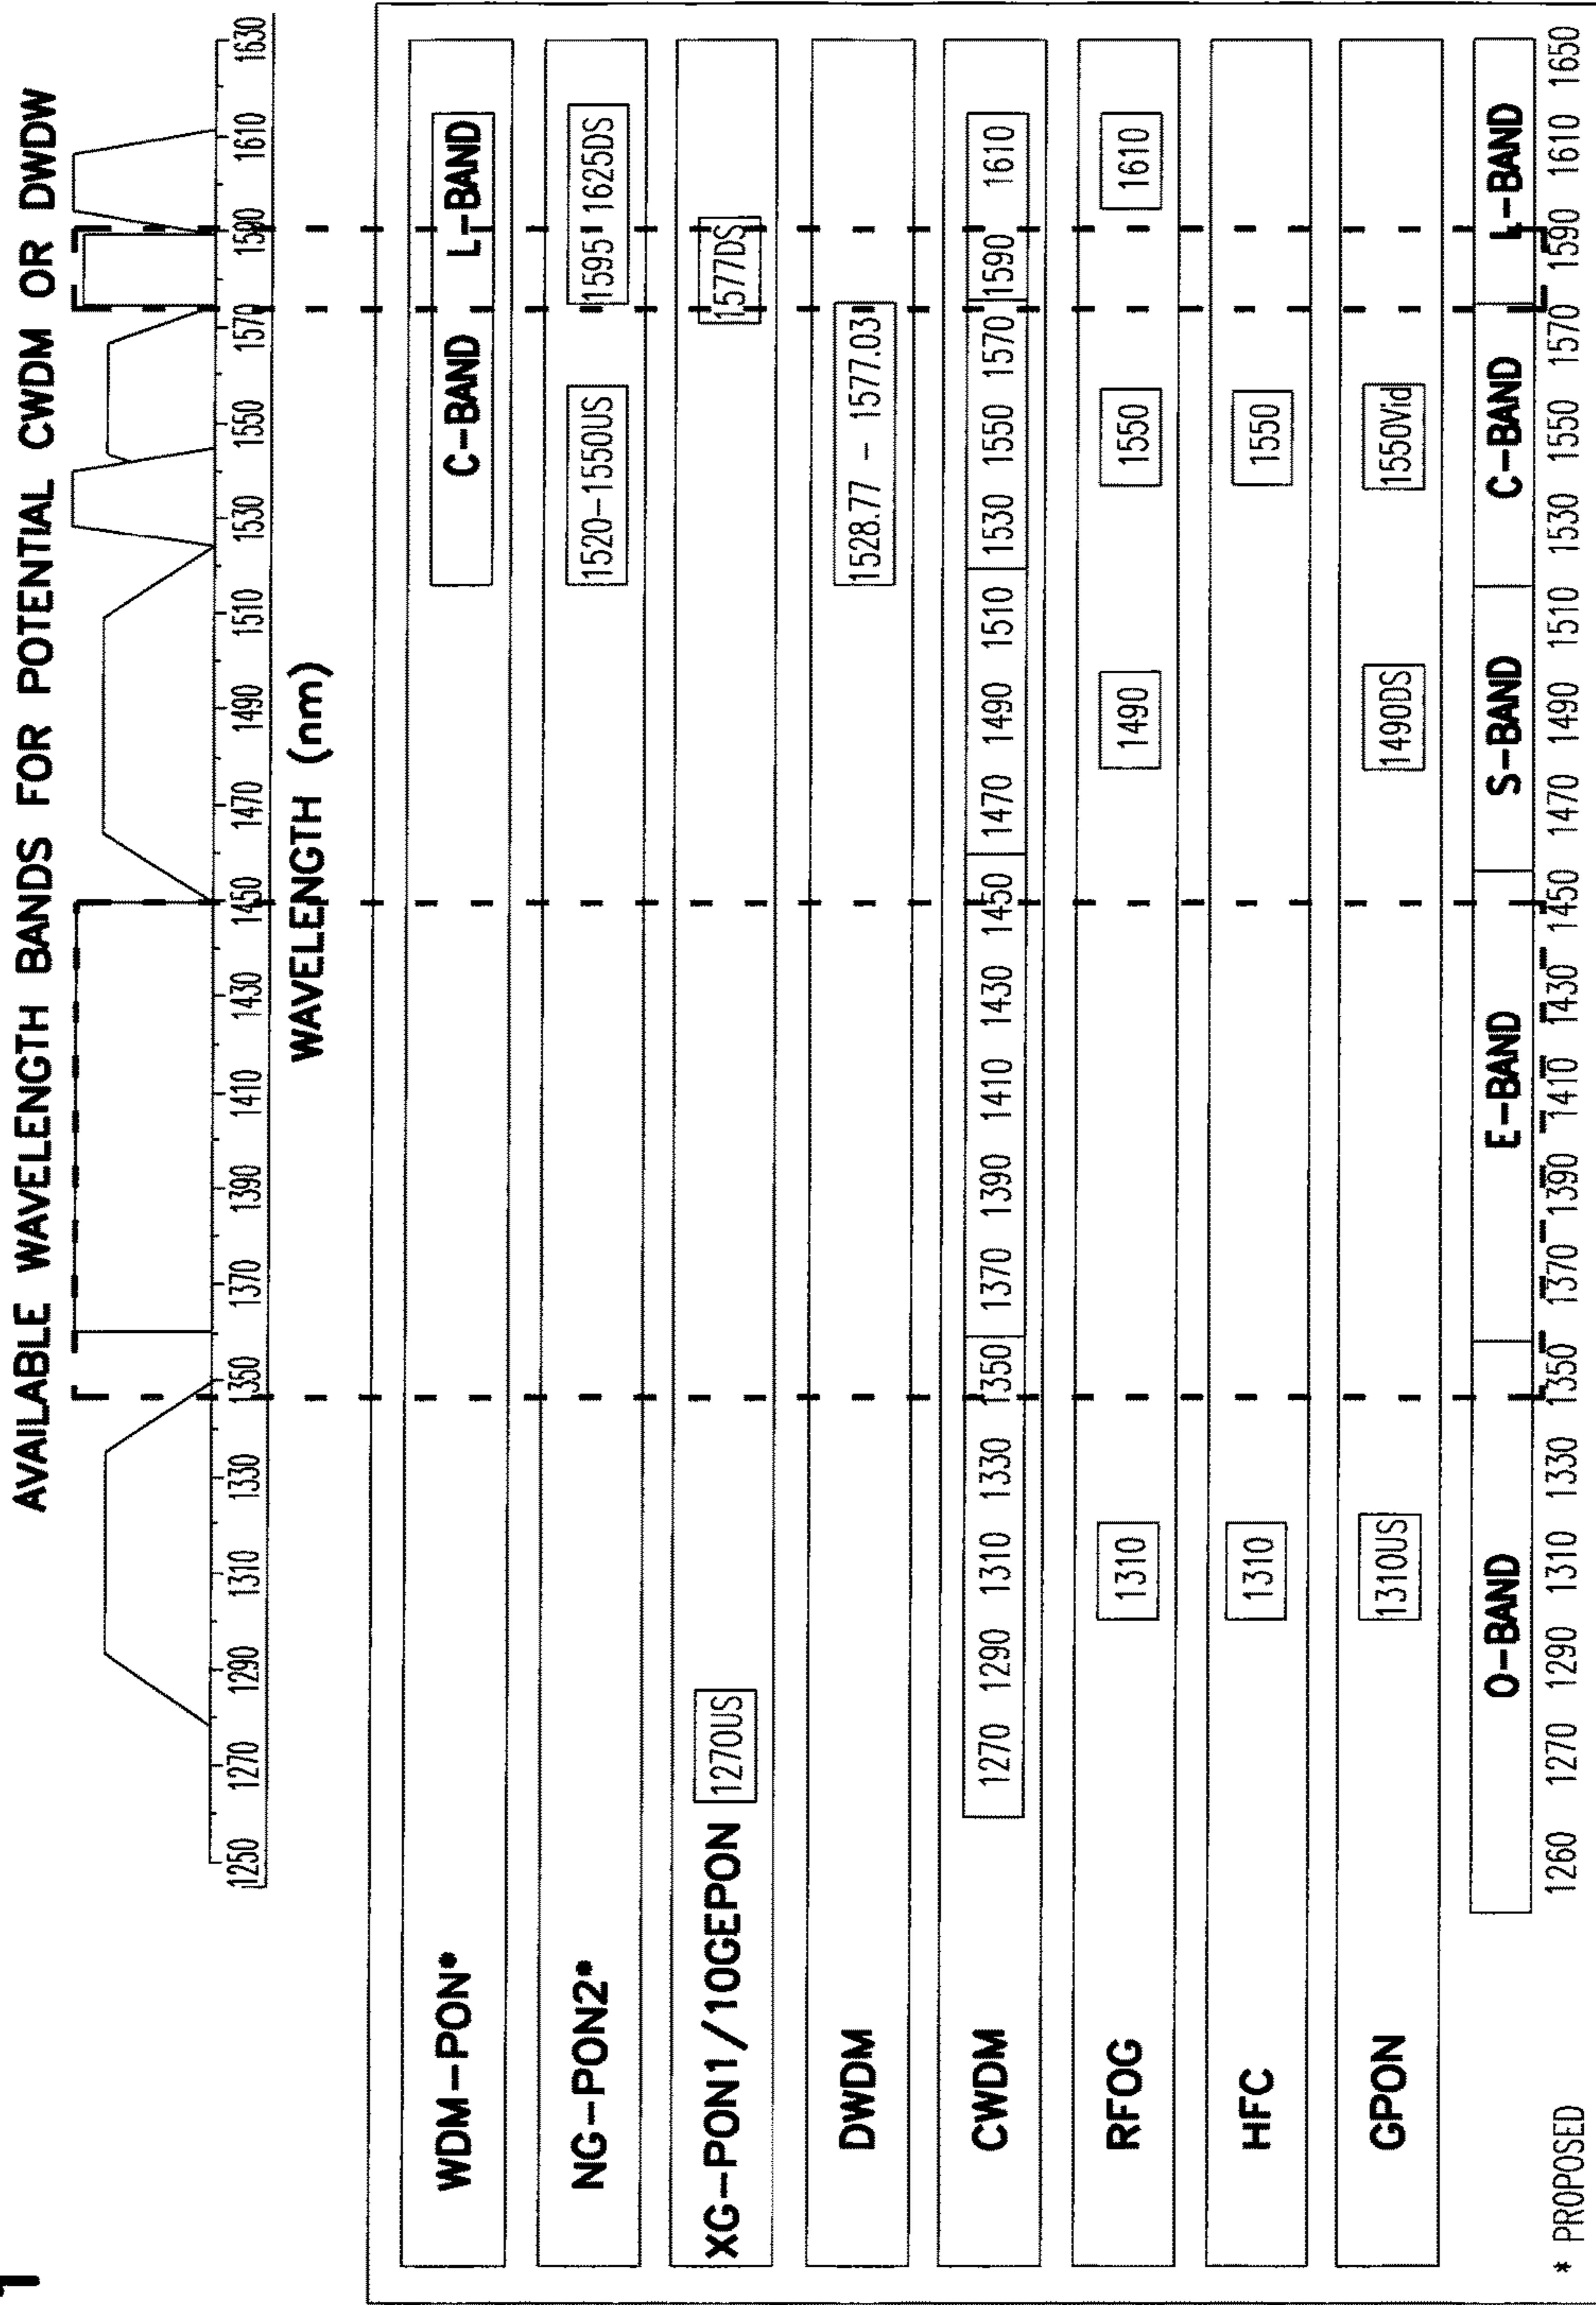 1
AVAILABLE WAVELENGTH BANDS FOR POTENTIAL CWDM OR DWDW
1250 1270 1290 1310 1330 1350 1370 1390 1410 1430 1450 1470 1490 1510 1530 1550 1570 1590 1610 1630
WAVELENGTH (nm)
WDM-PON* C-BAND L-BAND
NG-PON2* 1520-1550US 1595 1625DS
XG-PON1/10GEPON 1270US 1577DS
DWDM 1528.77 - 1577.03
CWDM 1270 1290 1310 1330 1350 1370 1390 1410 1430 1450 1470 1490 1510 1530 1550 1570 1590 1610
RFOG 1310 1490 1550 1610
HFC 1310 1550
GPON 1310US 1490DS 1550Vid
O-BAND E-BAND S-BAND C-BAND L-BAND
1260 1270 1290 1310 1330 1350 1370 1390 1410 1430 1450 1470 1490 1510 1530 1550 1570 1590 1610 1650
* PROPOSED